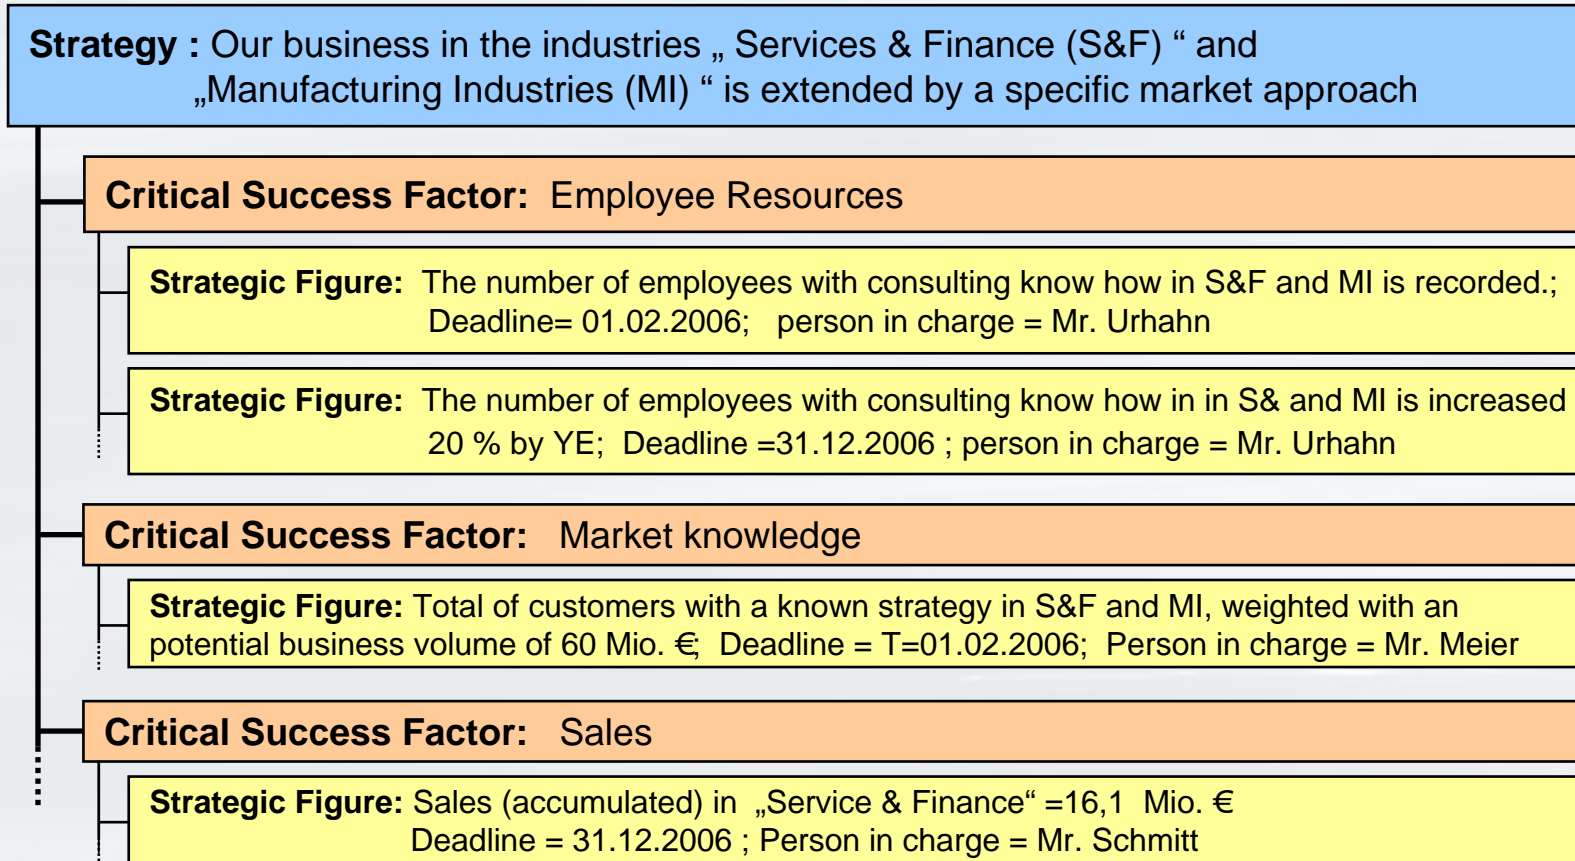 Strategy : Our business in the industries „ Services & Finance (S&F) “ and
„Manufacturing Industries (MI) “ is extended by a specific market approach
Critical Success Factor: Employee Resources
Strategic Figure: The number of employees with consulting know how in S&F and MI is recorded.;
Deadline= 01.02.2006; person in charge = Mr. Urhahn
Strategic Figure: The number of employees with consulting know how in in S& and MI is increased
20 % by YE; Deadline =31.12.2006 ; person in charge = Mr. Urhahn
Critical Success Factor: Market knowledge
Strategic Figure: Total of customers with a known strategy in S&F and MI, weighted with an
potential business volume of 60 Mio. €; Deadline = T=01.02.2006; Person in charge = Mr. Meier
Critical Success Factor: Sales
Strategic Figure: Sales (accumulated) in „Service & Finance“ =16,1 Mio. €
Deadline = 31.12.2006 ; Person in charge = Mr. Schmitt